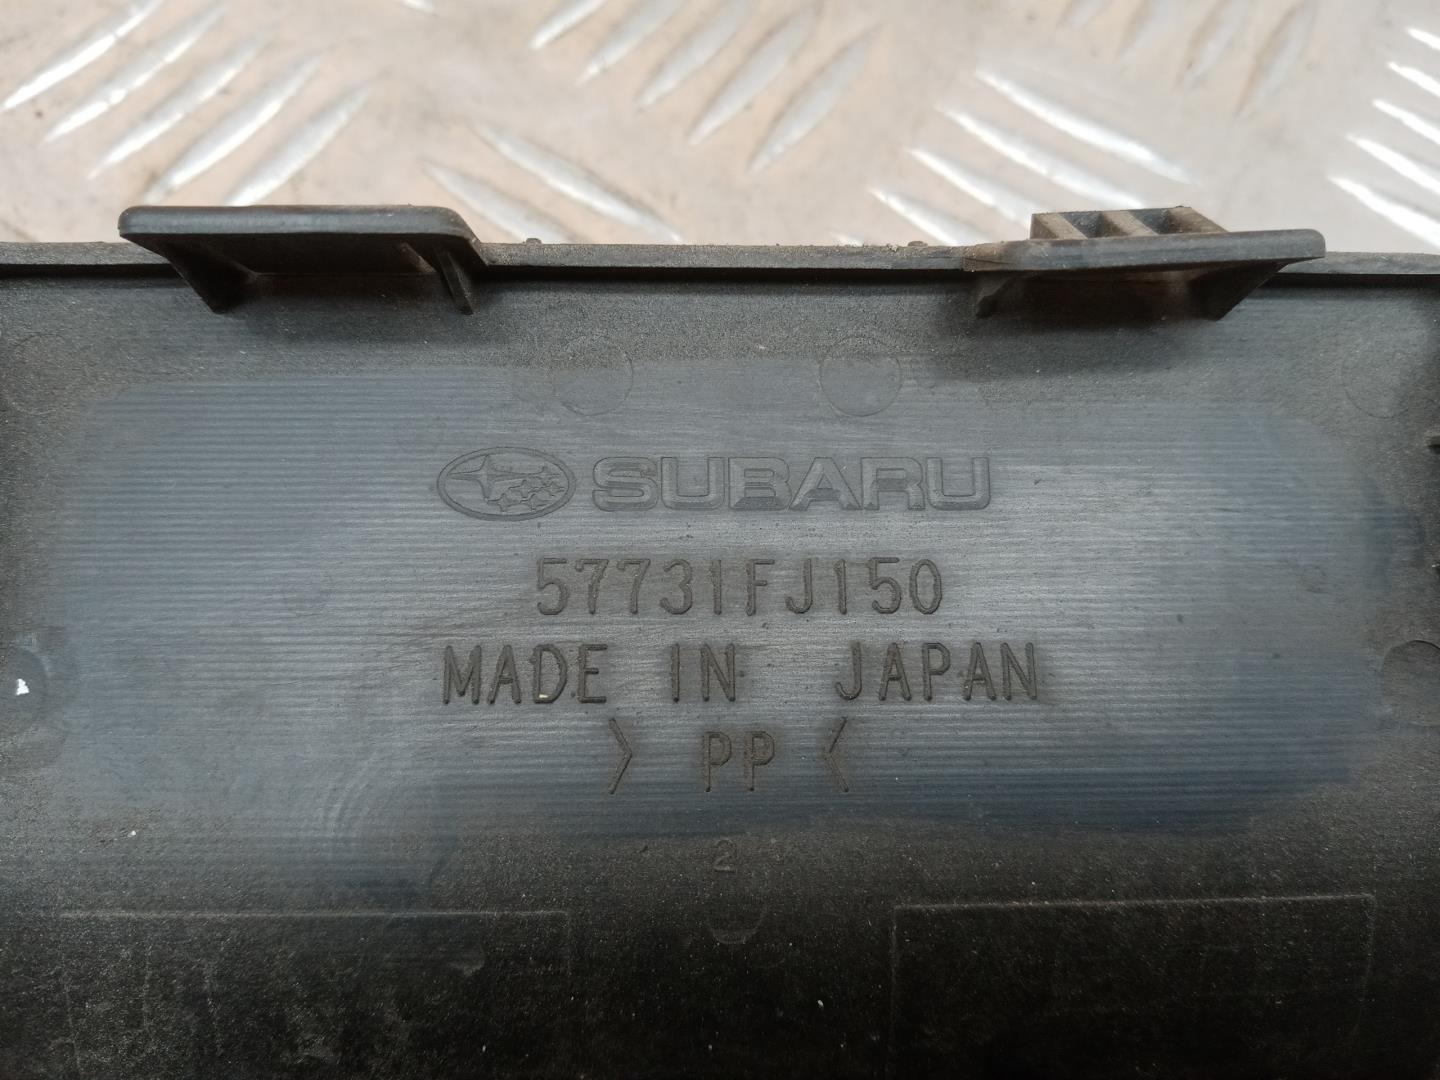 SUBARU
57731FJ150
MADE IN JAPAN
> PP <
2